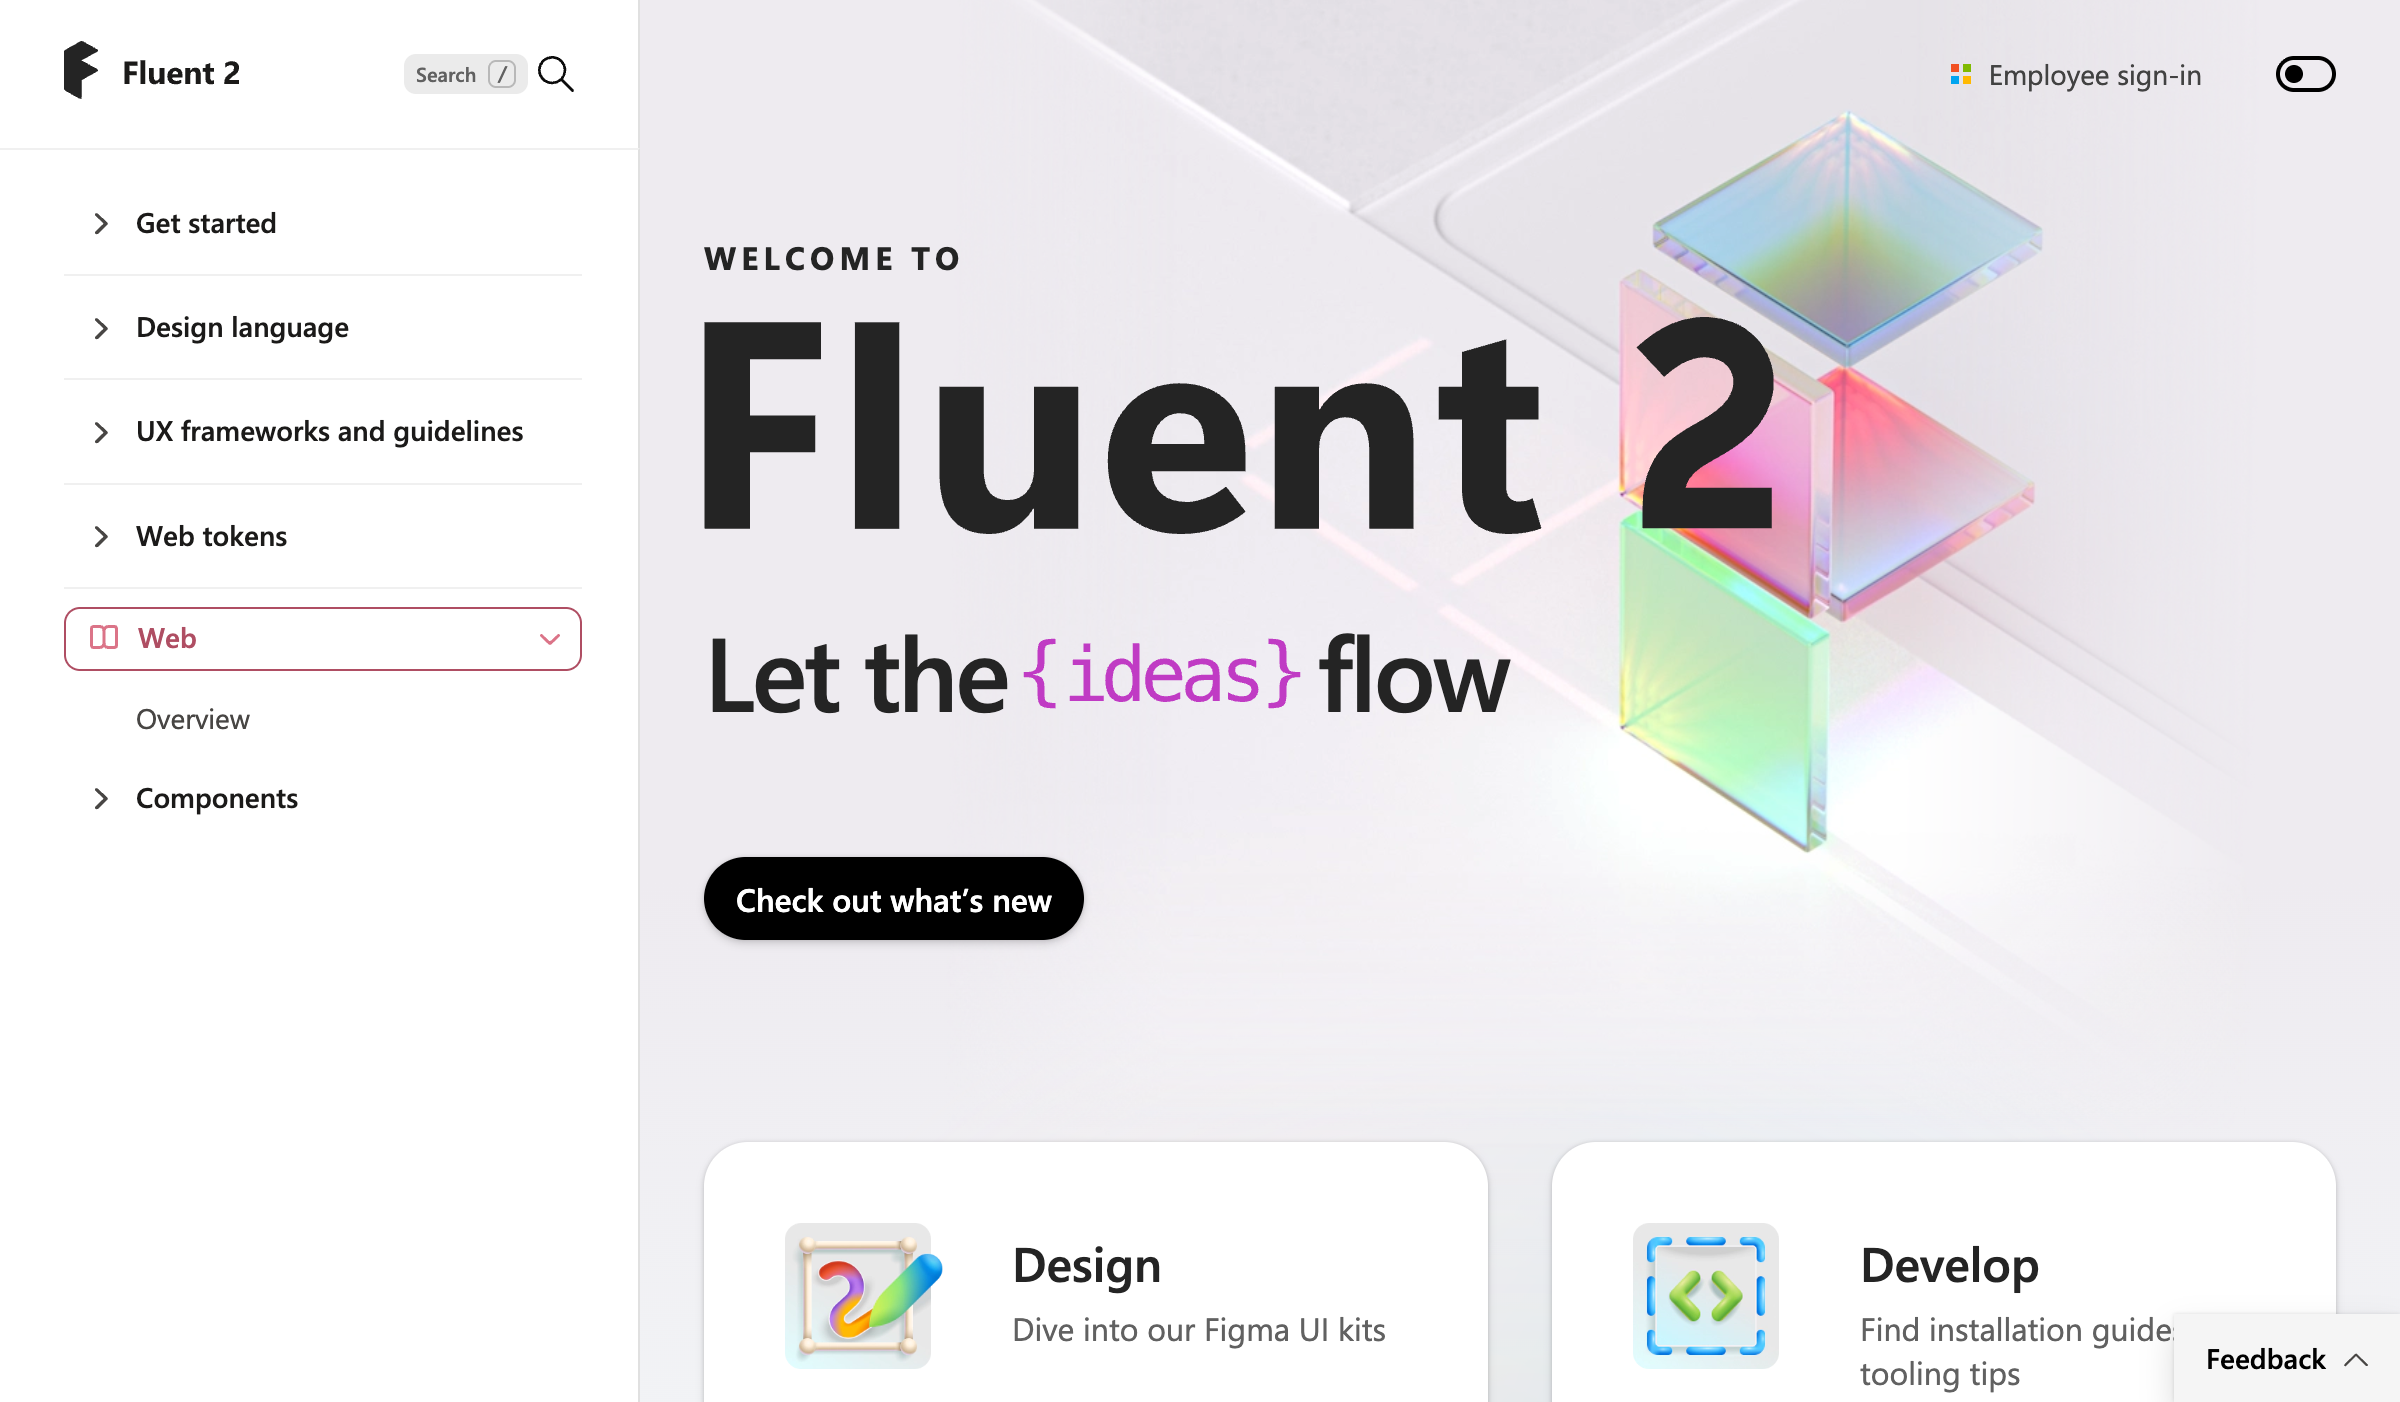 Fluent 2
Search /
Employee sign-in
Get started
Design language
UX frameworks and guidelines
Web tokens
Web
Overview
Components
WELCOME TO
Fluent 2
Let the {ideas} flow
Check out what’s new
Design
Dive into our Figma UI kits
Develop
Find installation guides
tooling tips
Feedback